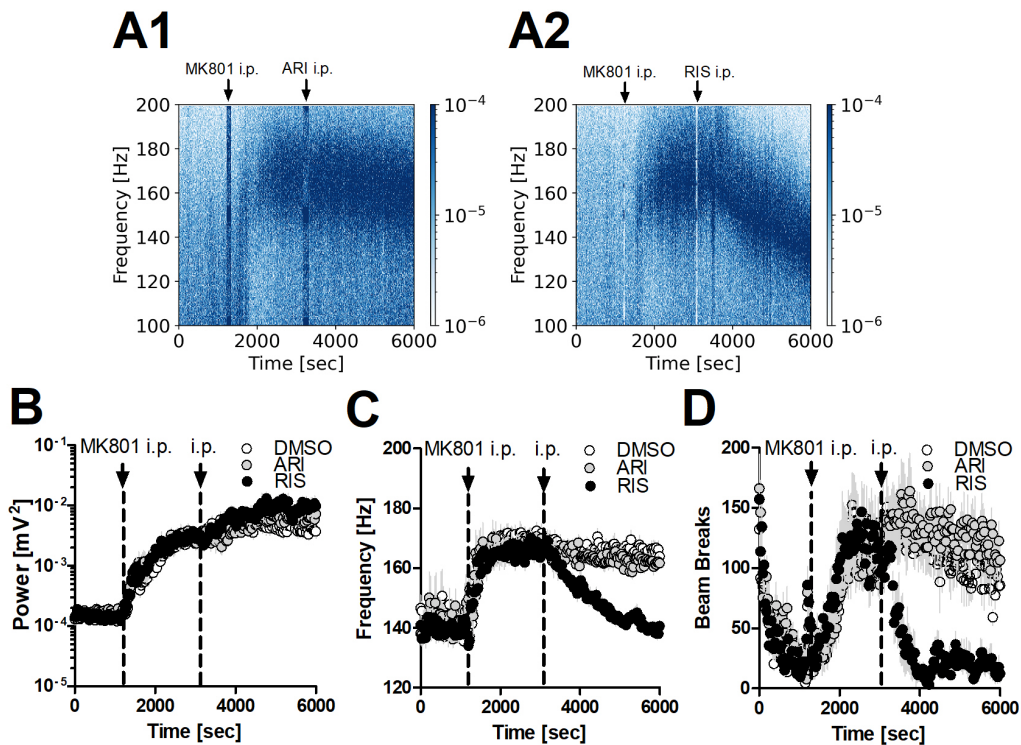 A1
A2
MK801 i.p.
ARI i.p.
MK801 i.p.
RIS i.p.
200
180
160
140
120
100
Frequency [Hz]
0
2000
4000
6000
Time [sec]
10⁻⁴
10⁻⁵
10⁻⁶
200
180
160
140
120
100
Frequency [Hz]
0
2000
4000
6000
Time [sec]
10⁻⁴
10⁻⁵
10⁻⁶
B
MK801 i.p.
i.p.
DMSO
ARI
RIS
10⁻¹
10⁻²
10⁻³
10⁻⁴
10⁻⁵
Power [mV²]
0
2000
4000
6000
Time [sec]
C
MK801 i.p.
i.p.
DMSO
ARI
RIS
200
180
160
140
120
Frequency [Hz]
0
2000
4000
6000
Time [sec]
D
MK801 i.p.
i.p.
DMSO
ARI
RIS
200
150
100
50
0
Beam Breaks
0
2000
4000
6000
Time [sec]